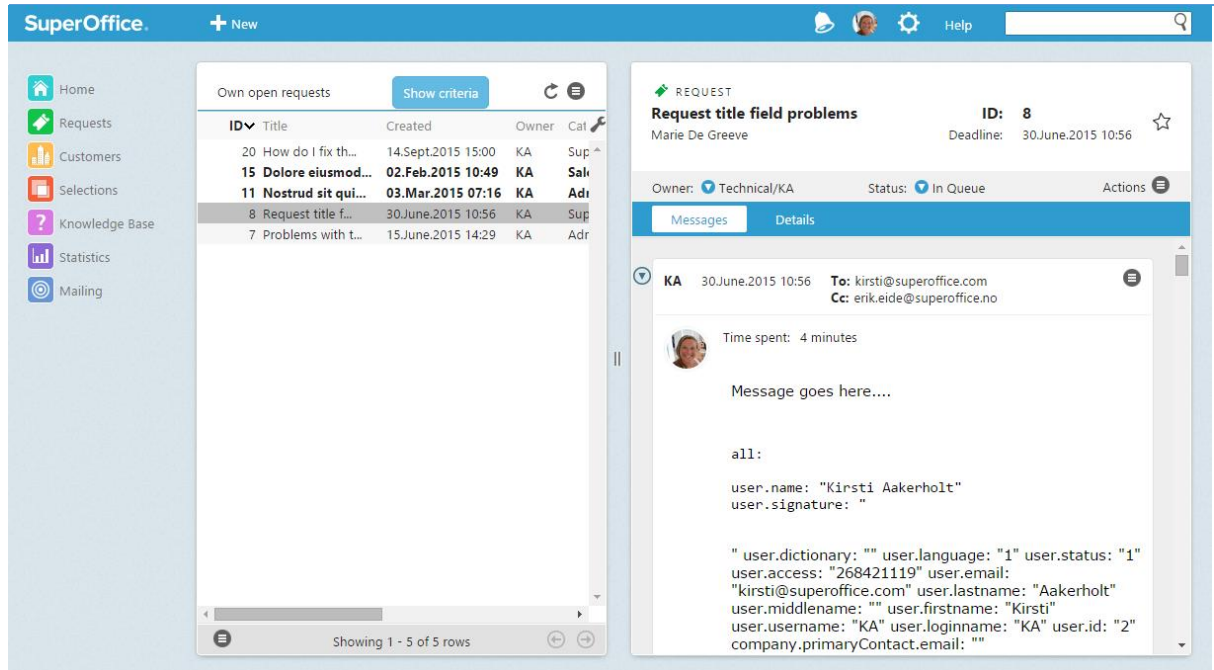 SuperOffice.
New
Help
Home
Requests
Customers
Selections
? Knowledge Base
Statistics
Mailing
Own open requests Show criteria
ID Title Created Owner Cat
20 How do I fix th... 14.Sept.2015 15:00 KA Sup
15 Dolore eiusmod... 02.Feb.2015 10:49 KA Sale
11 Nostrud sit qui... 03.Mar.2015 07:16 KA Adr
8 Request title f... 30.June.2015 10:56 KA Sup
7 Problems with t... 15.June.2015 14:29 KA Adr
Showing 1 - 5 of 5 rows
REQUEST
Request title field problems ID: 8
Marie De Greeve Deadline: 30.June.2015 10:56
Owner: Technical/KA Status: In Queue Actions
Messages Details
KA 30.June.2015 10:56 To: kirsti@superoffice.com
Cc: erik.eide@superoffice.no
Time spent: 4 minutes
Message goes here....
all:
user.name: "Kirsti Aakerholt"
user.signature: "
" user.dictionary: "" user.language: "1" user.status: "1"
user.access: "268421119" user.email:
"kirsti@superoffice.com" user.lastname: "Aakerholt"
user.middlename: "" user.firstname: "Kirsti"
user.username: "KA" user.loginname: "KA" user.id: "2"
company.primaryContact.email: ""